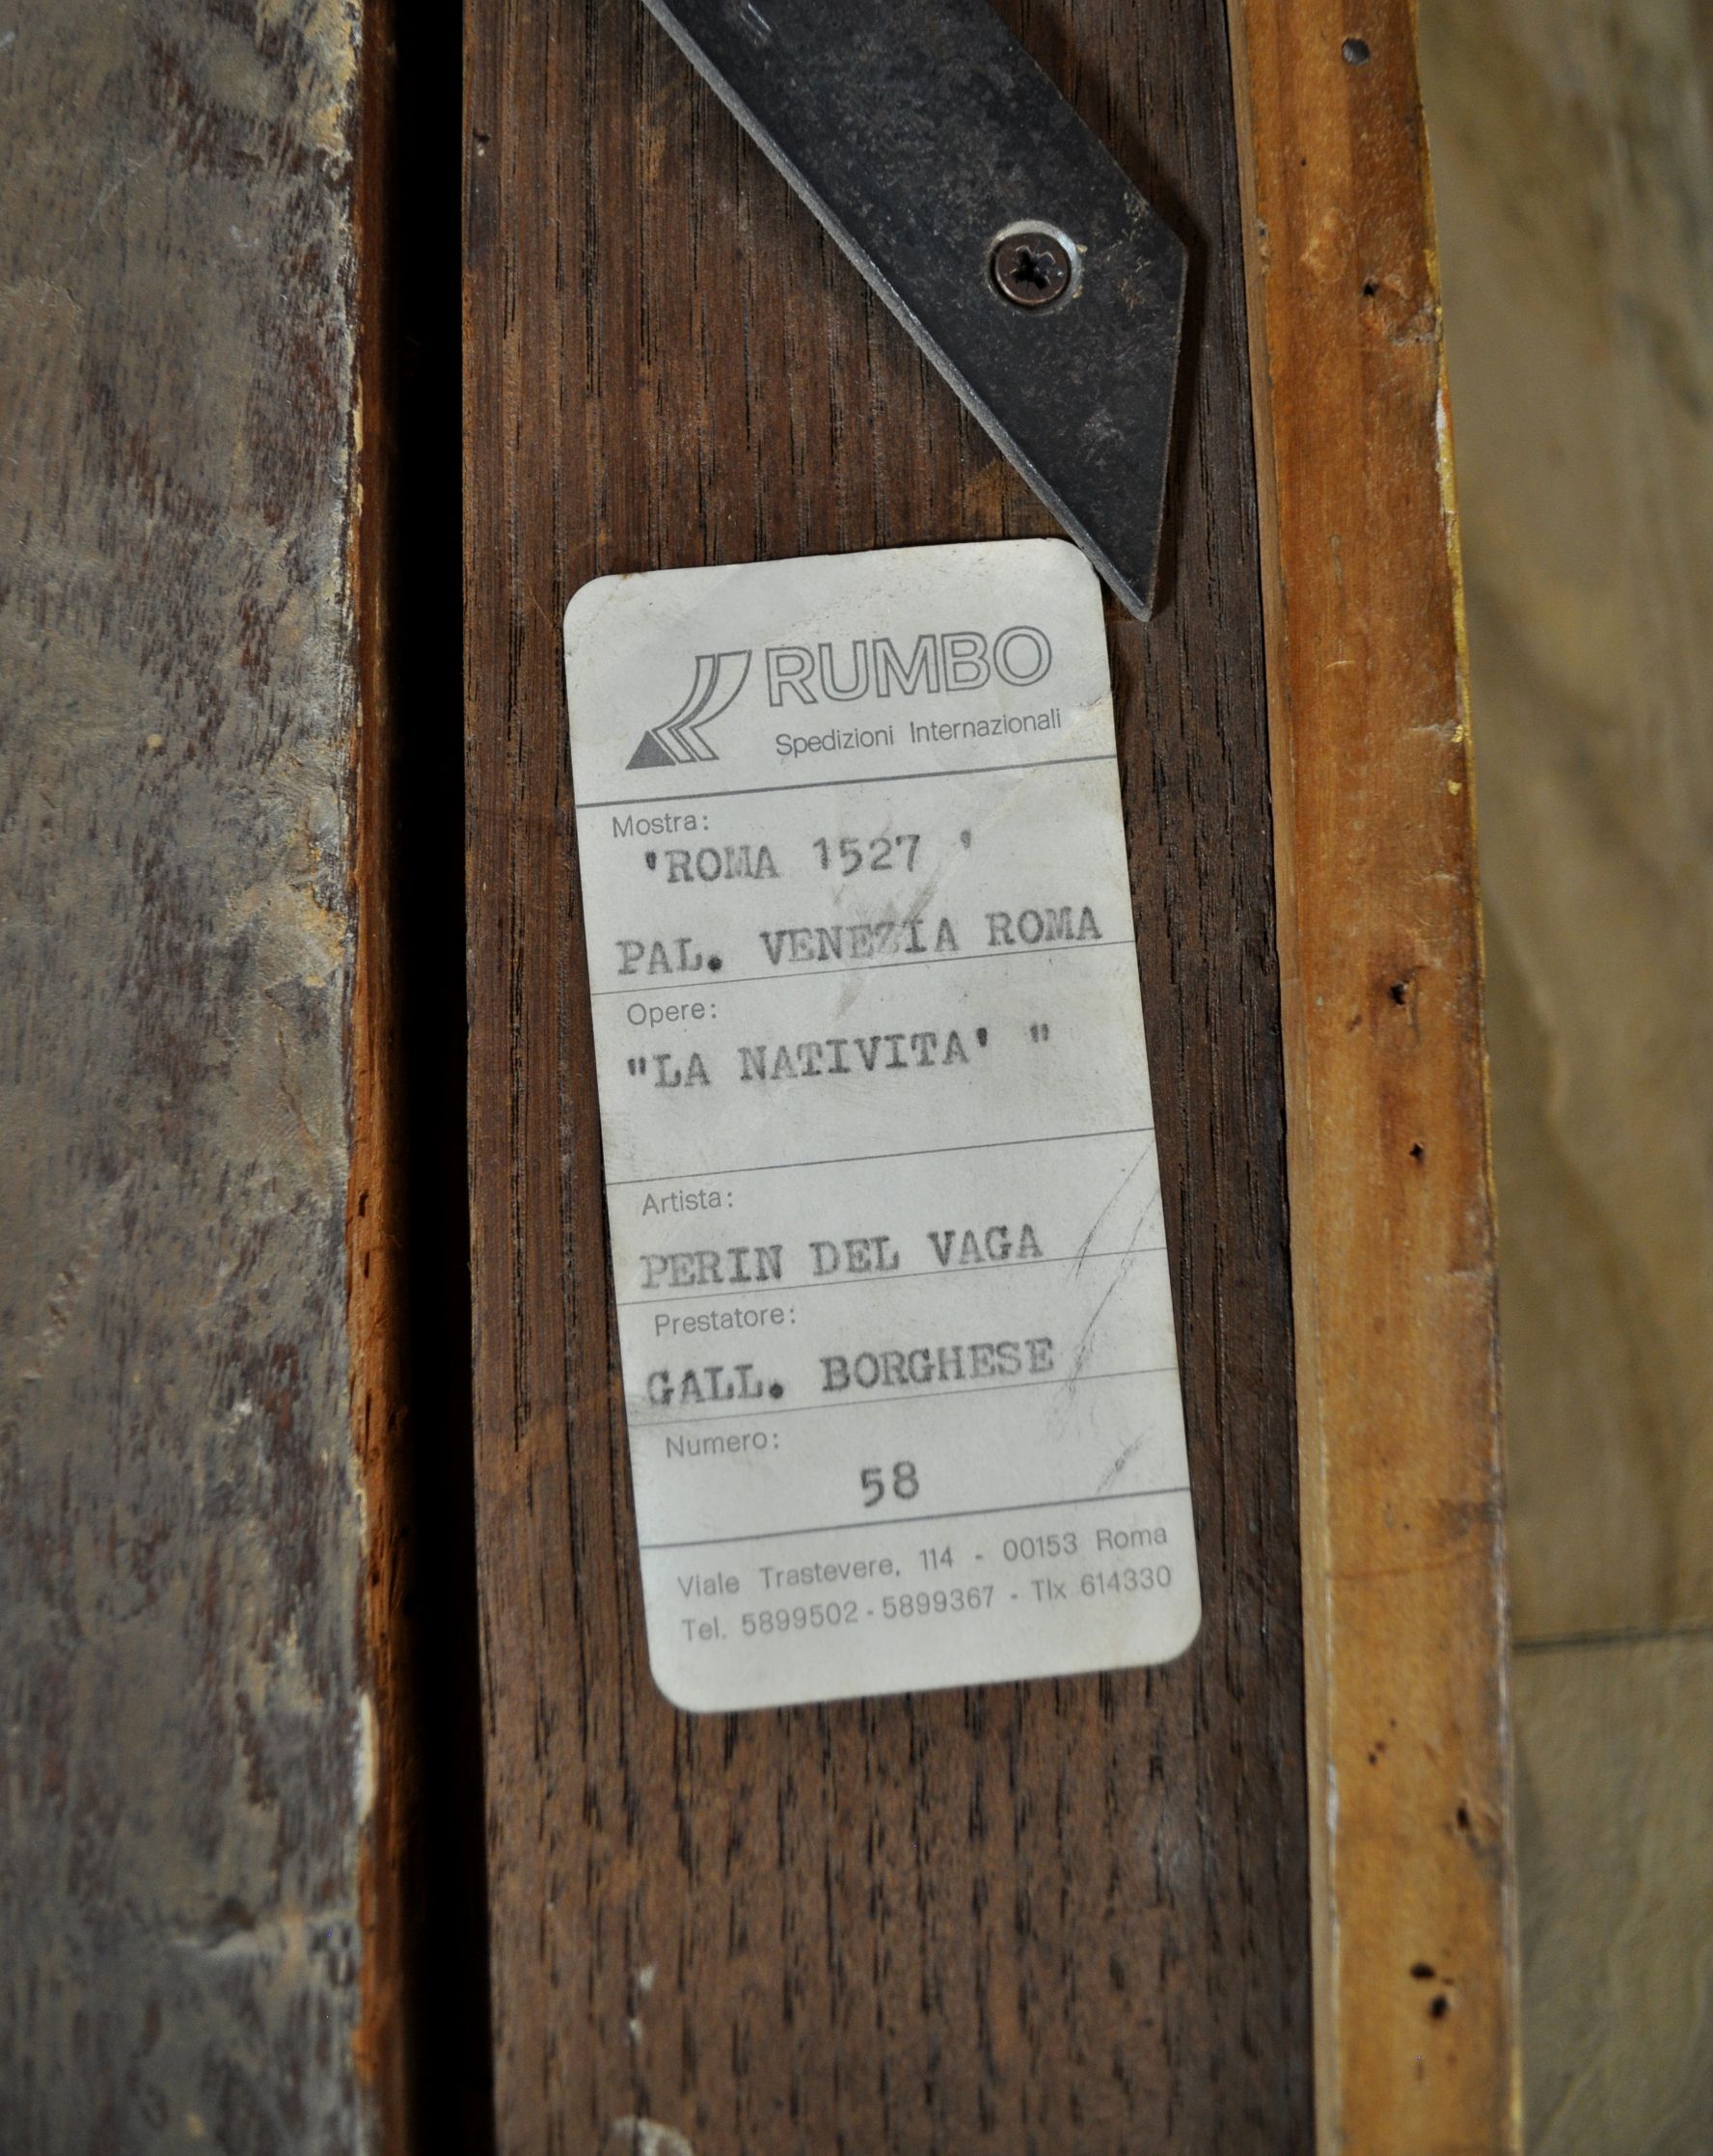 RUMBO
Spedizioni Internazionali
Mostra:
'ROMA 1527 '
PAL. VENEZIA ROMA
Opere:
"LA NATIVITA' "
Artista:
PERIN DEL VAGA
Prestatore:
GALL. BORGHESE
Numero:
58
Viale Trastevere, 114 - 00153 Roma
Tel. 5899502 - 5899367 - Tlx 614330